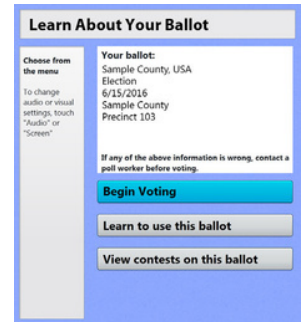 Learn About Your Ballot
Choose from
the menu
To change
audio or visual
settings, touch
"Audio" or
"Screen"
Your ballot:
Sample County, USA
Election
6/15/2016
Sample County
Precinct 103
If any of the above information is wrong, contact a
poll worker before voting.
Begin Voting
Learn to use this ballot
View contests on this ballot